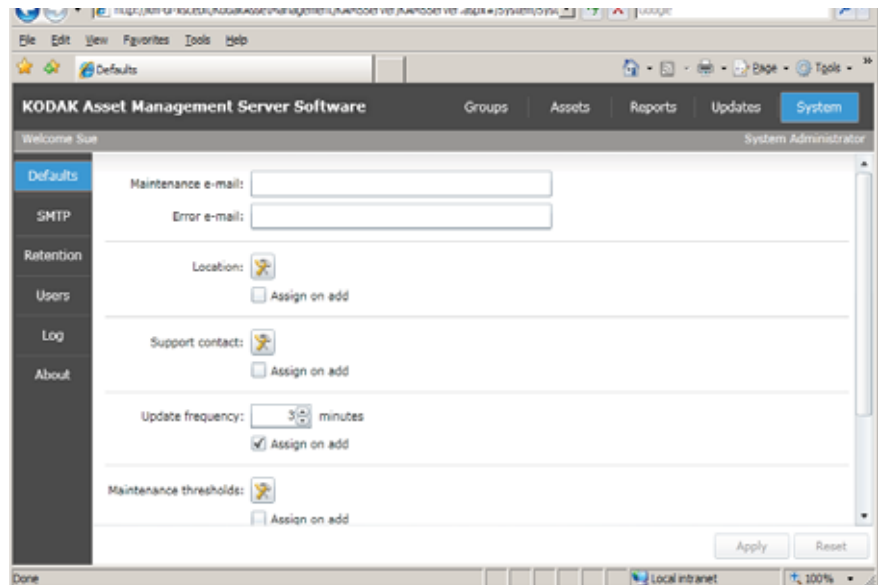 File Edit View Favorites Tools Help
Defaults
Page Tools
KODAK Asset Management Server Software Groups Assets Reports Updates System
Welcome Sue System Administrator
Defaults
SMTP
Retention
Users
Log
About
Maintenance e-mail:
Error e-mail:
Location:
Assign on add
Support contact:
Assign on add
Update frequency: 3 minutes
Assign on add
Maintenance thresholds:
Assign on add
Apply Reset
Done Local intranet 100%